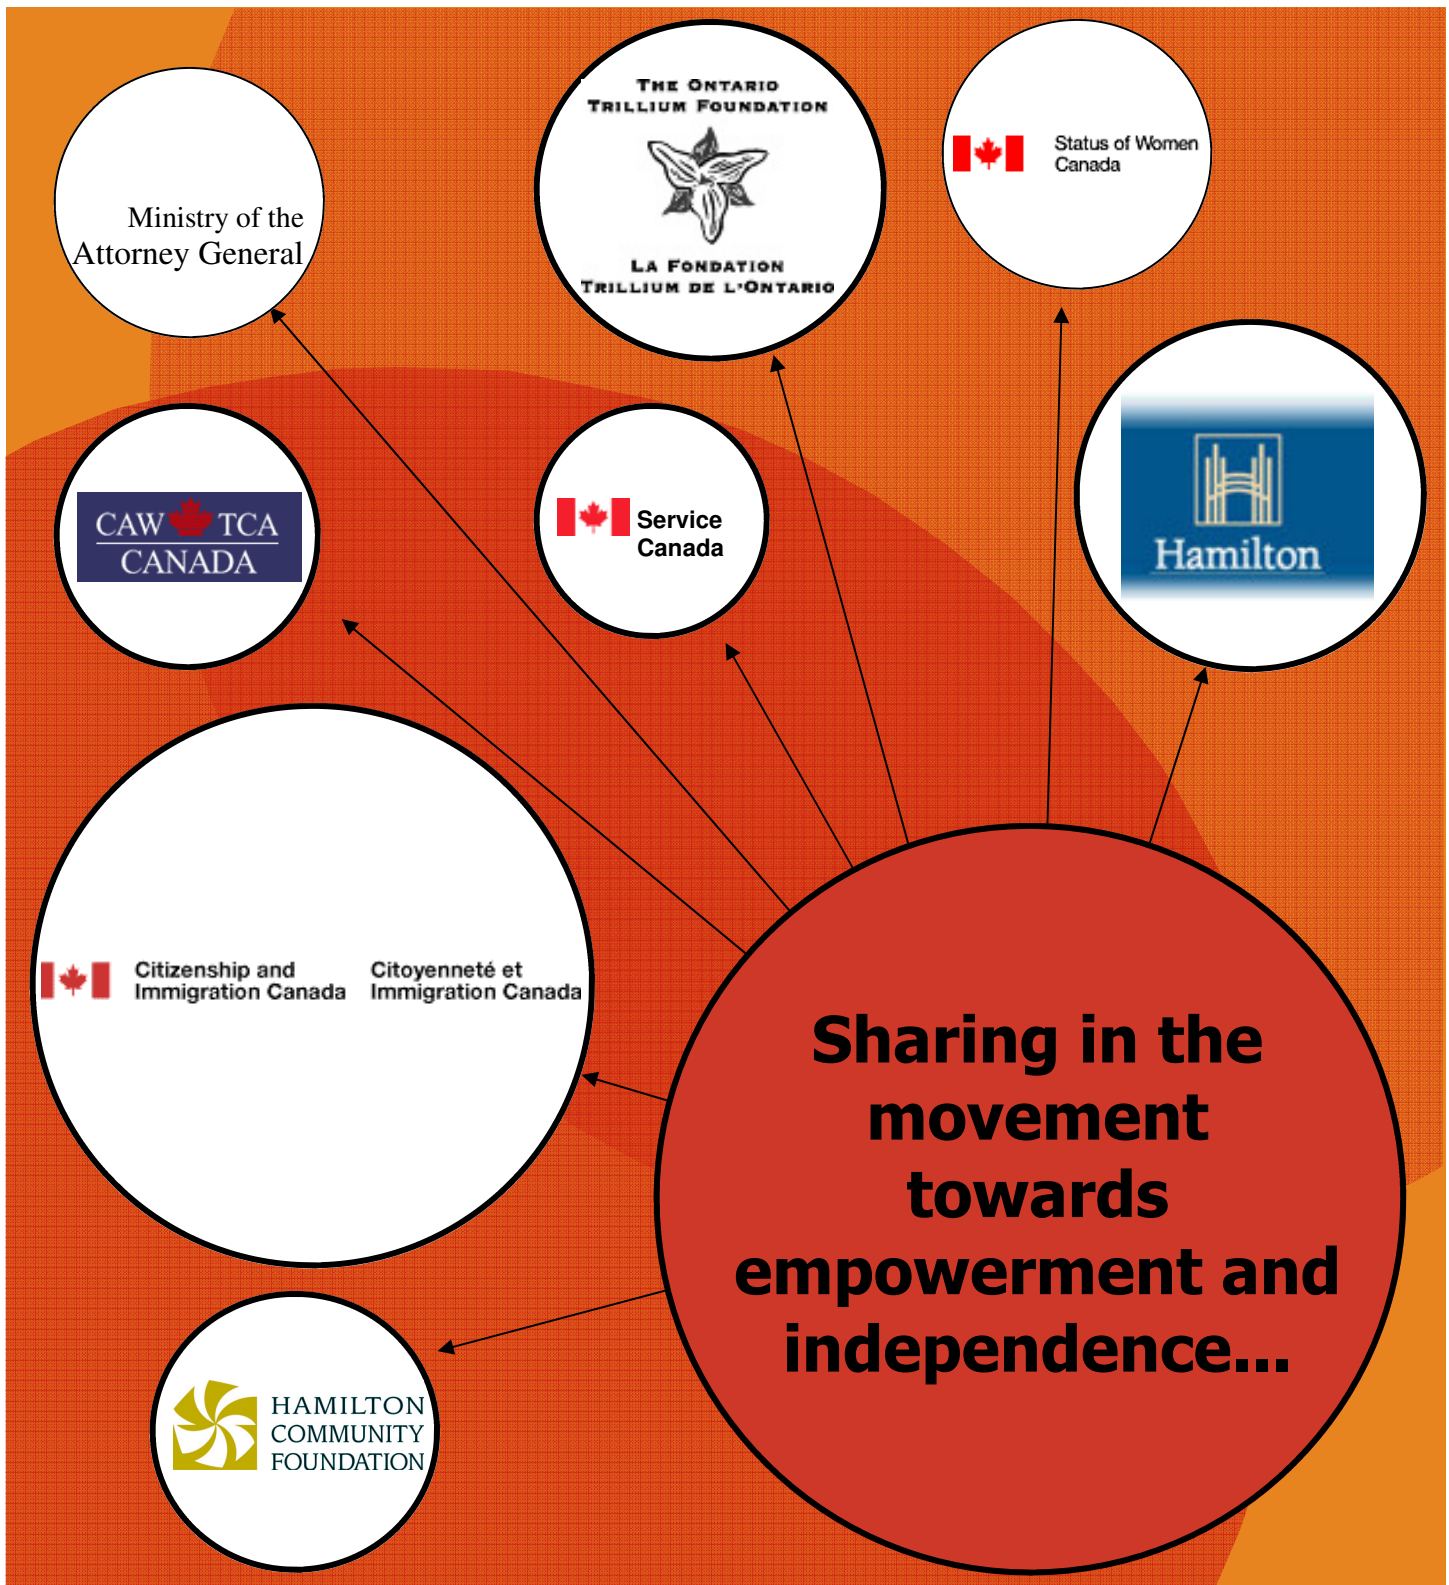 THE ONTARIO
TRILLIUM FOUNDATION
LA FONDATION
TRILLIUM DE L'ONTARIO
Status of Women
Canada
Ministry of the
Attorney General
CAW TCA
CANADA
Service
Canada
Hamilton
Citizenship and
Immigration Canada
Citoyenneté et
Immigration Canada
Sharing in the
movement
towards
empowerment and
independence...
HAMILTON
COMMUNITY
FOUNDATION